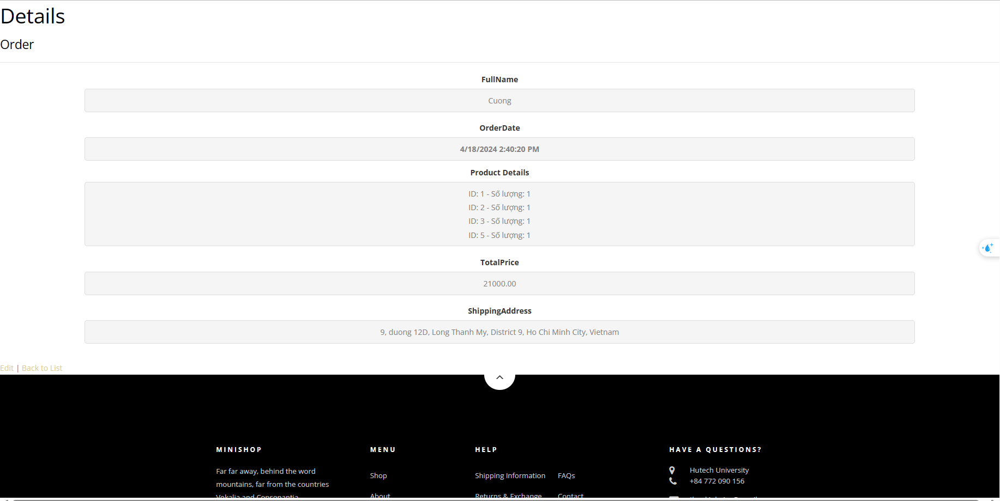 Details
Order
FullName
Cuong
OrderDate
4/18/2024 2:40:20 PM
Product Details
ID: 1 - Số lượng: 1
ID: 2 - Số lượng: 1
ID: 3 - Số lượng: 1
ID: 5 - Số lượng: 1
TotalPrice
21000.00
ShippingAddress
9, duong 12D, Long Thanh My, District 9, Ho Chi Minh City, Vietnam
Edit | Back to List
MINISHOP
Far far away, behind the word
mountains, far from the countries
Vokalia and Consonantia
MENU
Shop
About
HELP
Shipping Information FAQs
Returns & Exchange Contact
HAVE A QUESTIONS?
Hutech University
+84 772 090 156